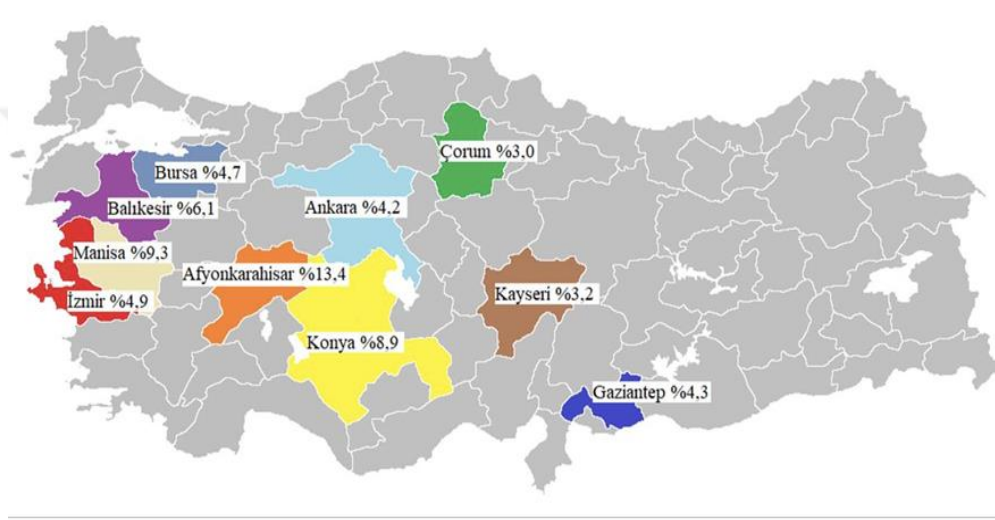 Çorum %3,0
Bursa %4,7
Balıkesir %6,1
Ankara %4,2
Manisa %9,3
Afyonkarahisar %13,4
İzmir %4,9
Kayseri %3,2
Konya %8,9
Gaziantep %4,3